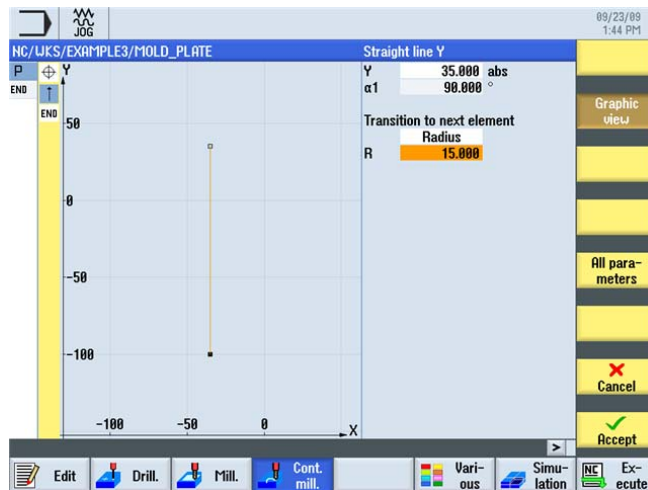 JOG
09/23/09
1:44 PM
NC/WKS/EXAMPLE3/MOLD_PLATE
Straight line Y
P
END
END
Y
50
0
-50
-100
-100
-50
0
X
Y 35.000 abs
α1 90.000 °
Transition to next element
Radius
R 15.000
Graphic
view
All para-
meters
Cancel
Accept
>
Edit
Drill.
Mill.
Cont.
mill.
Vari-
ous
Simu-
lation
NC
Ex-
ecute